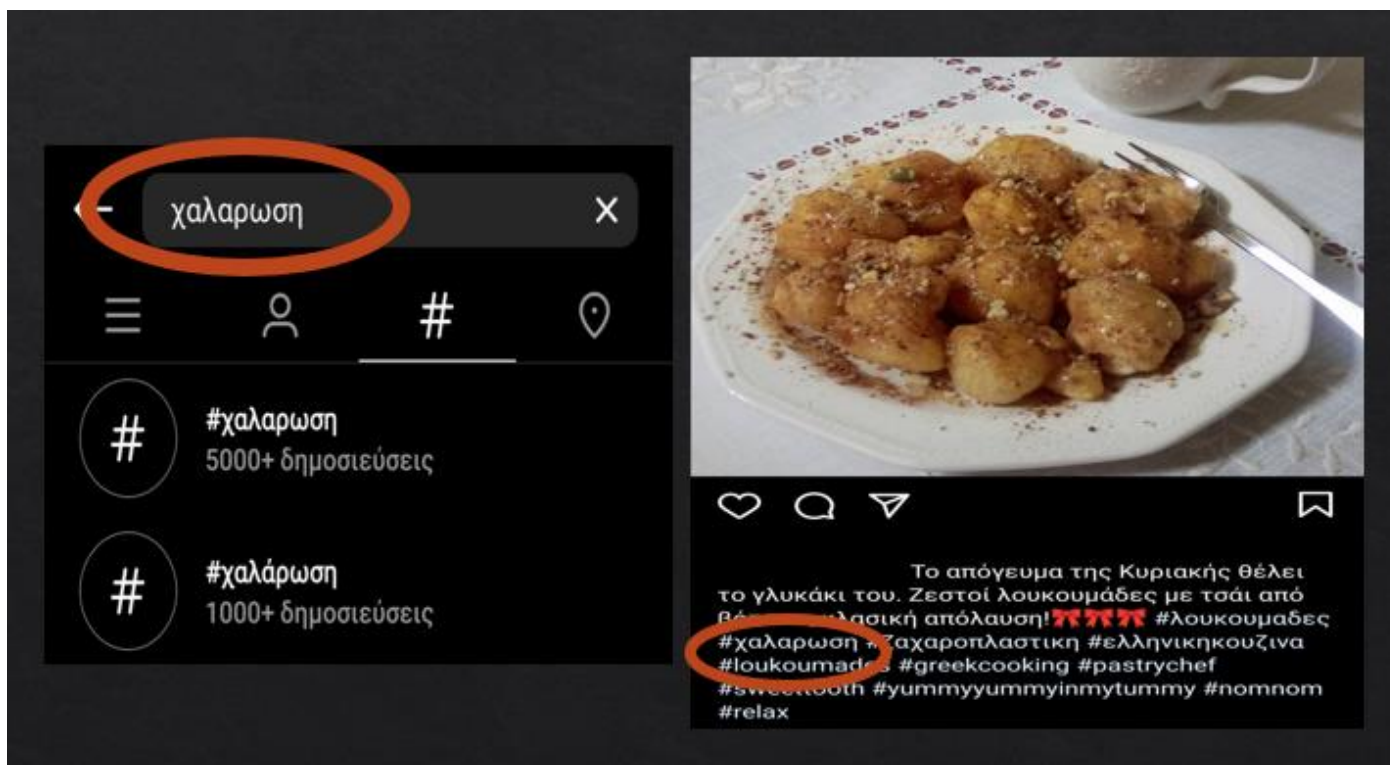 χαλαρωση
#χαλαρωση
5000+ δημοσιεύσεις
#χαλάρωση
1000+ δημοσιεύσεις
Το απόγευμα της Κυριακής θέλει
το γλυκάκι του. Ζεστοί λουκουμάδες με τσάι από
απόλαυση!🎀🎀🎀 #λουκουμαδες
#χαλαρωση #Ζαχαροπλαστικη #ελληνικηκουζινα
#loukoumades #greekcooking #pastrychef
#sweettooth #yummyyummyinmytummy #nomnom
#relax